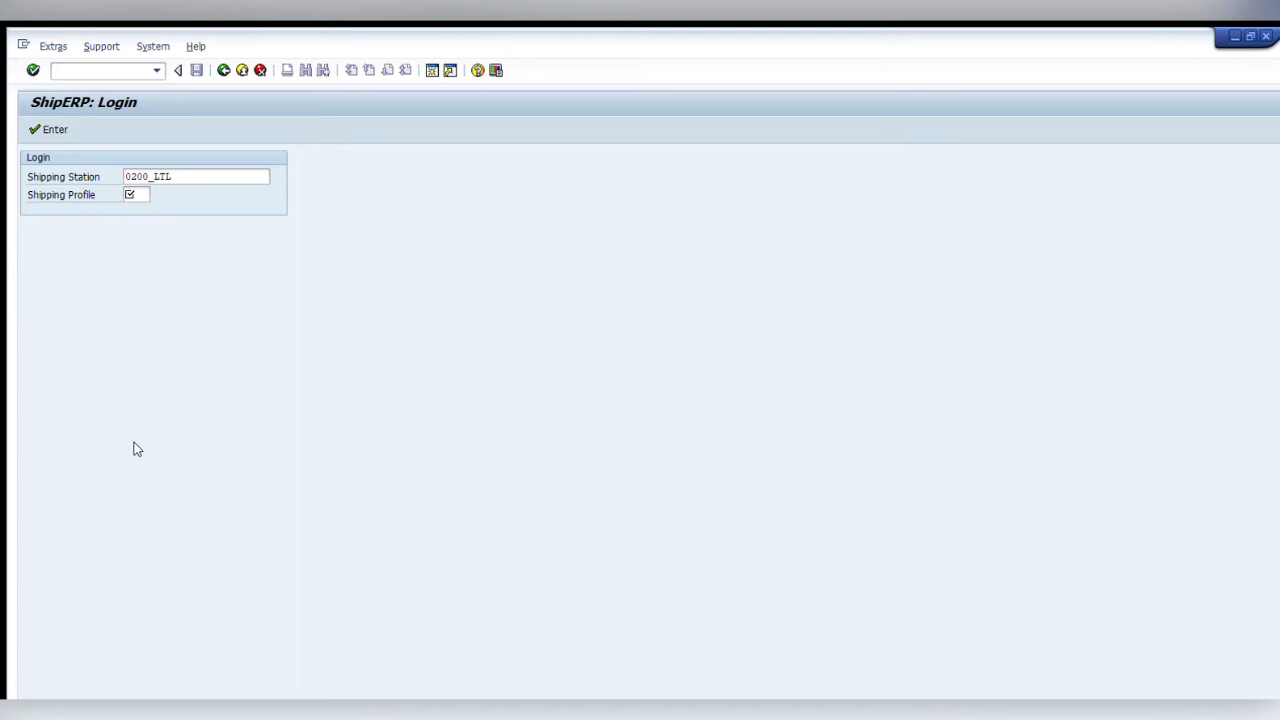 Extras Support System Help
ShipERP: Login
Enter
Login
Shipping Station 0200_LTL
Shipping Profile